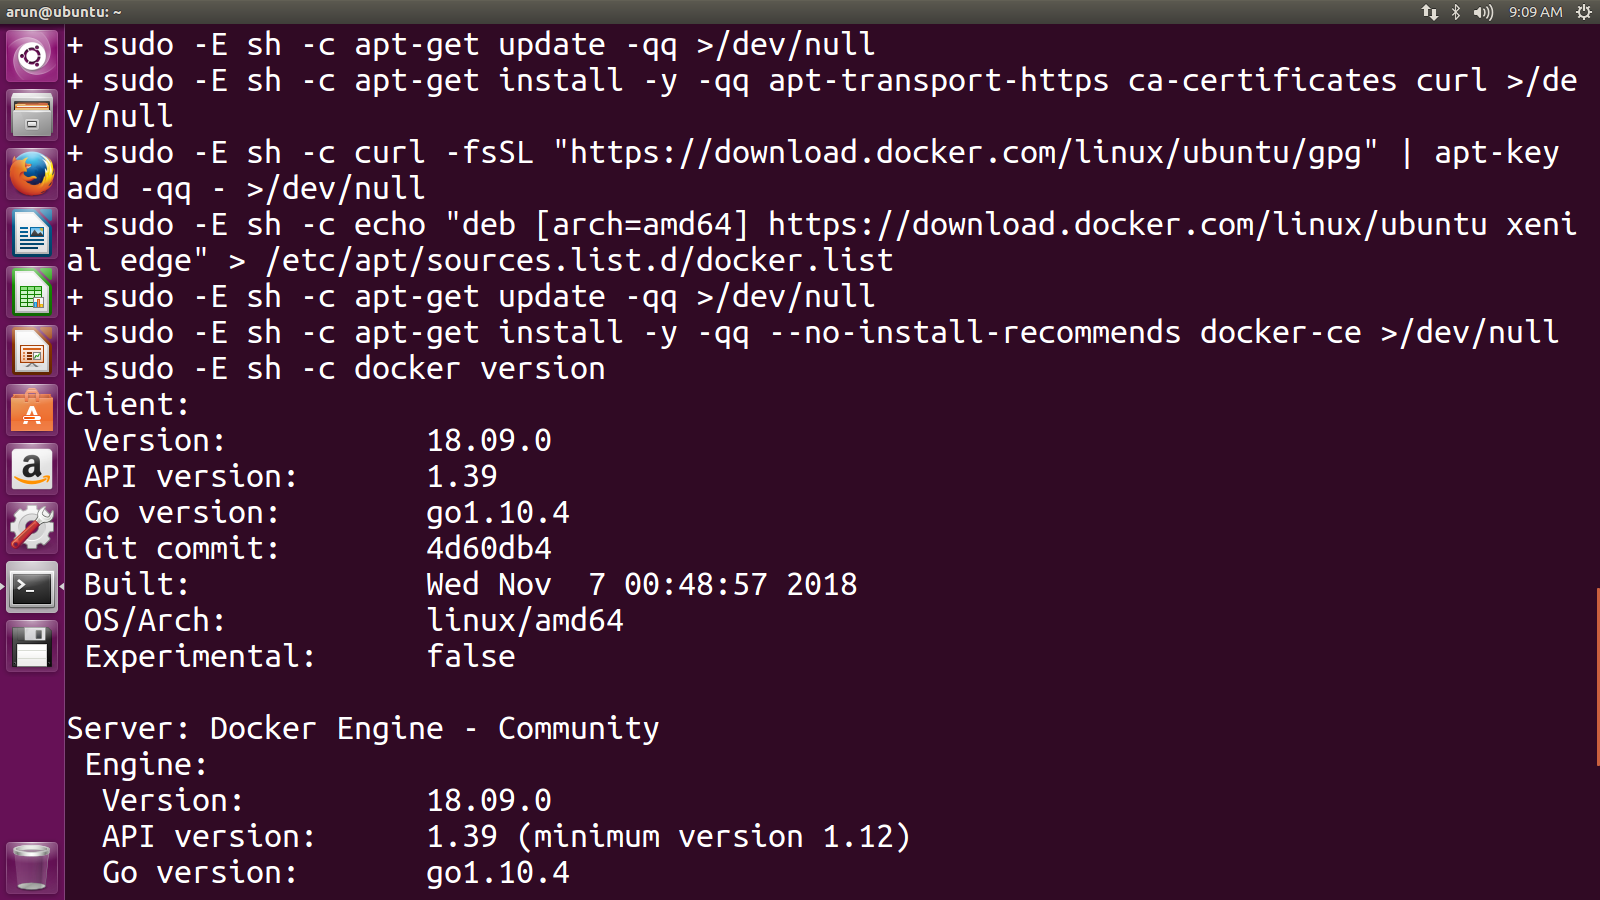 arun@ubuntu: ~
9:09 AM
+ sudo -E sh -c apt-get update -qq >/dev/null
+ sudo -E sh -c apt-get install -y -qq apt-transport-https ca-certificates curl >/de
v/null
+ sudo -E sh -c curl -fsSL "https://download.docker.com/linux/ubuntu/gpg" | apt-key
add -qq - >/dev/null
+ sudo -E sh -c echo "deb [arch=amd64] https://download.docker.com/linux/ubuntu xeni
al edge" > /etc/apt/sources.list.d/docker.list
+ sudo -E sh -c apt-get update -qq >/dev/null
+ sudo -E sh -c apt-get install -y -qq --no-install-recommends docker-ce >/dev/null
+ sudo -E sh -c docker version
Client:
 Version:           18.09.0
 API version:       1.39
 Go version:        go1.10.4
 Git commit:        4d60db4
 Built:             Wed Nov  7 00:48:57 2018
 OS/Arch:           linux/amd64
 Experimental:      false

Server: Docker Engine - Community
 Engine:
  Version:          18.09.0
  API version:      1.39 (minimum version 1.12)
  Go version:       go1.10.4